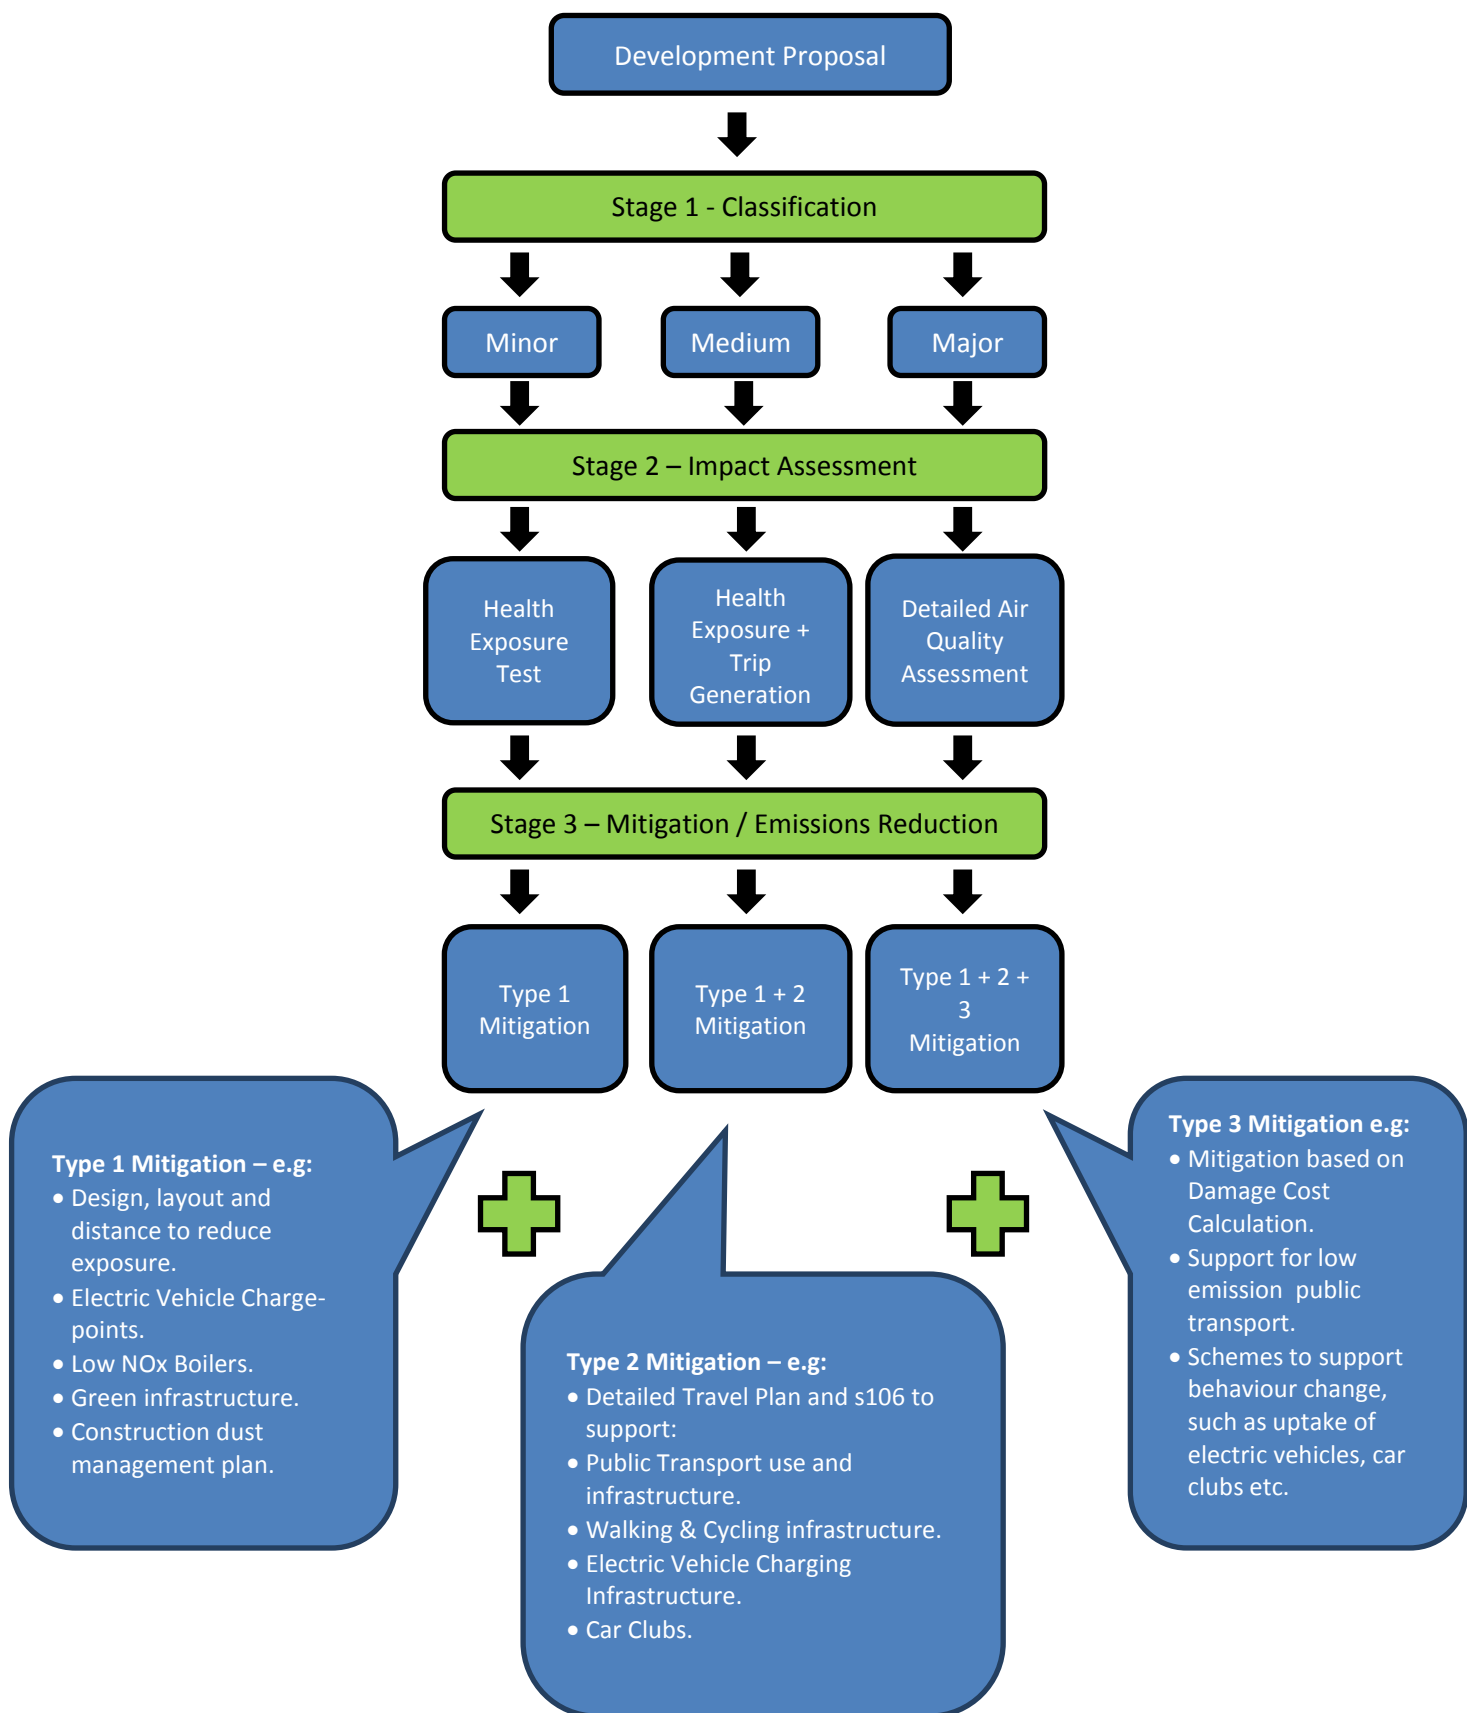 Development Proposal
Stage 1 - Classification
Minor
Medium
Major
Stage 2 – Impact Assessment
Health
Exposure
Test
Health
Exposure +
Trip
Generation
Detailed Air
Quality
Assessment
Stage 3 – Mitigation / Emissions Reduction
Type 1
Mitigation
Type 1 + 2
Mitigation
Type 1 + 2 +
3
Mitigation
Type 1 Mitigation – e.g:
• Design, layout and
distance to reduce
exposure.
• Electric Vehicle Charge-
points.
• Low NOx Boilers.
• Green infrastructure.
• Construction dust
management plan.
Type 2 Mitigation – e.g:
• Detailed Travel Plan and s106 to
support:
• Public Transport use and
infrastructure.
• Walking & Cycling infrastructure.
• Electric Vehicle Charging
Infrastructure.
• Car Clubs.
Type 3 Mitigation e.g:
• Mitigation based on
Damage Cost
Calculation.
• Support for low
emission public
transport.
• Schemes to support
behaviour change,
such as uptake of
electric vehicles, car
clubs etc.